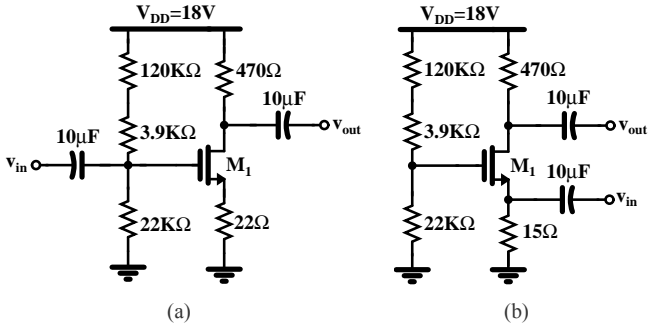 V_DD=18V
120KΩ
470Ω
10μF
v_out
3.9KΩ
10μF
v_in
M_1
22KΩ
22Ω
(a)
V_DD=18V
120KΩ
470Ω
10μF
v_out
3.9KΩ
M_1
10μF
v_in
22KΩ
15Ω
(b)